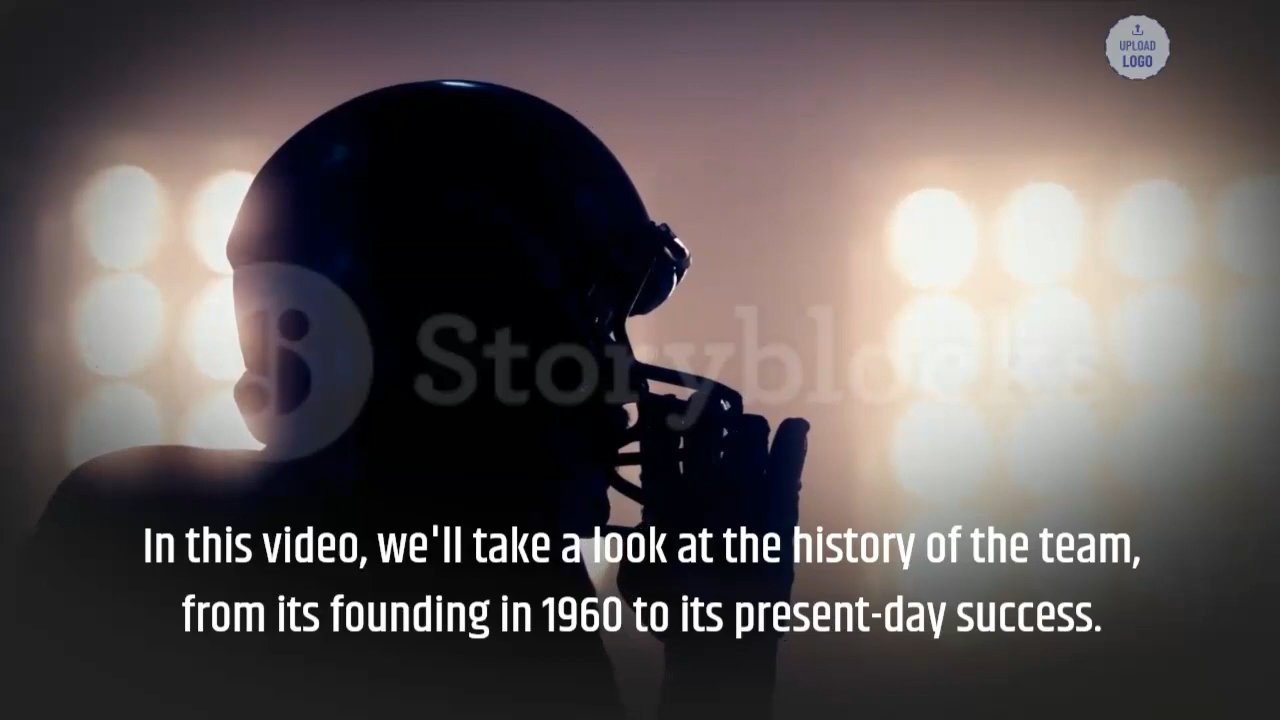 UPLOAD
LOGO
Storyblocks
In this video, we'll take a look at the history of the team,
from its founding in 1960 to its present-day success.